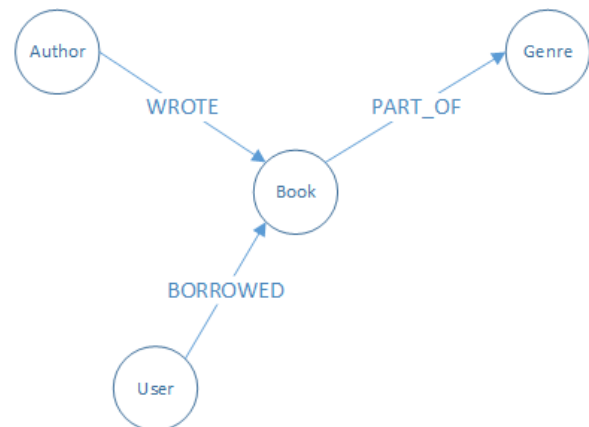 Author
Genre
WROTE
PART_OF
Book
BORROWED
User